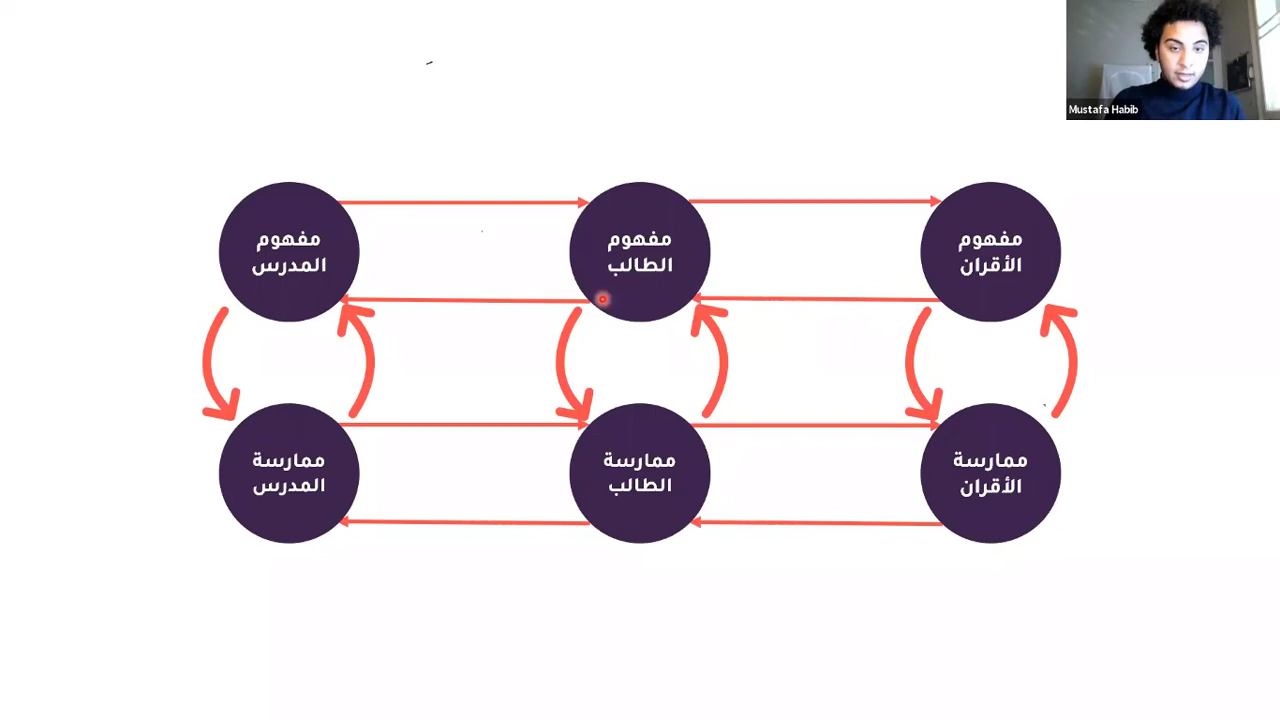 Mustafa Habib
مفهوم
الأقران
مفهوم
الطالب
مفهوم
المدرس
ممارسة
الأقران
ممارسة
الطالب
ممارسة
المدرس